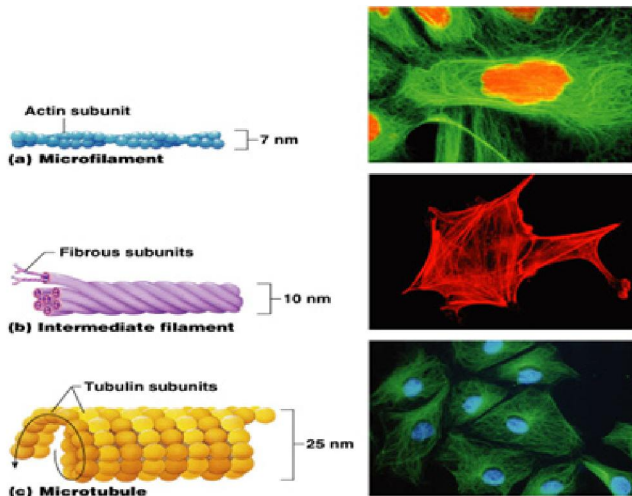 Actin subunit
7 nm
(a) Microfilament
Fibrous subunits
10 nm
(b) Intermediate filament
Tubulin subunits
25 nm
(c) Microtubule